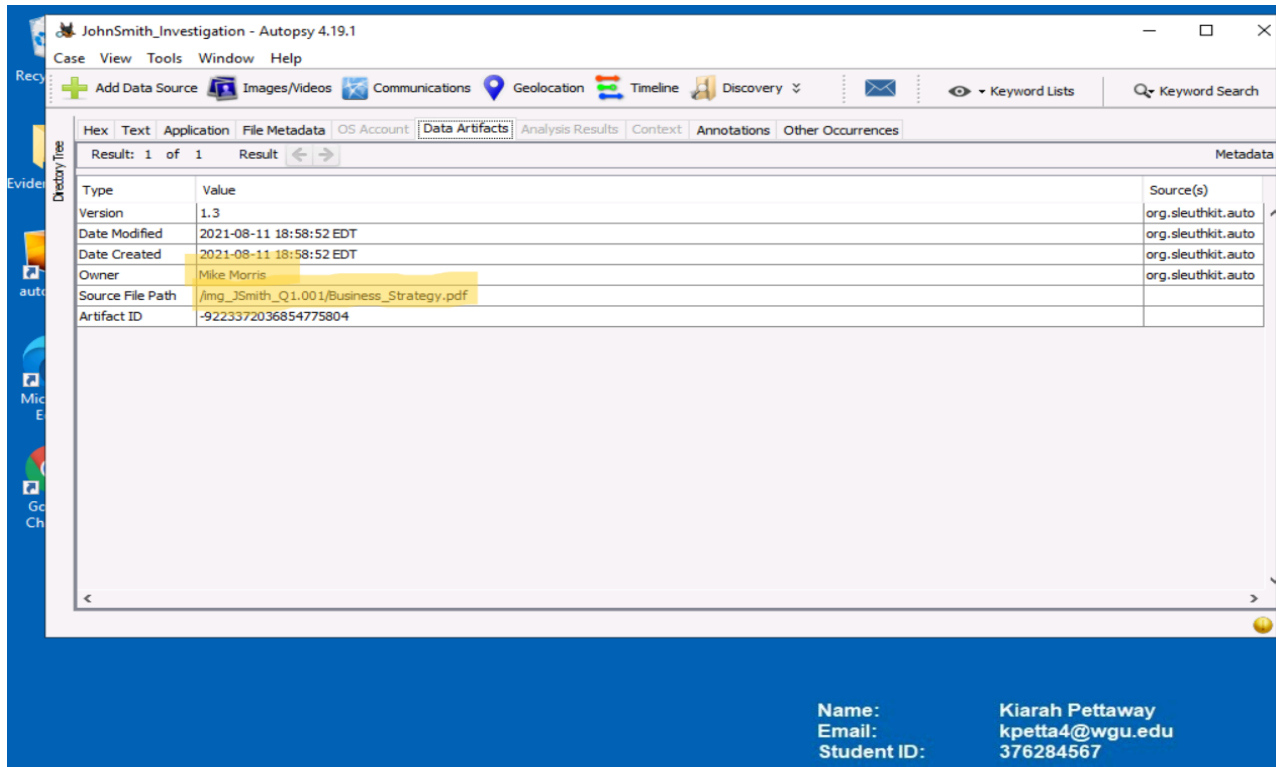 JohnSmith_Investigation - Autopsy 4.19.1
Case View Tools Window Help
Add Data Source Images/Videos Communications Geolocation Timeline Discovery Keyword Lists Keyword Search
Hex Text Application File Metadata OS Account Data Artifacts Analysis Results Context Annotations Other Occurrences
Directory Tree
Result: 1 of 1 Result Metadata
Type Value Source(s)
Version 1.3 org.sleuthkit.auto
Date Modified 2021-08-11 18:58:52 EDT org.sleuthkit.auto
Date Created 2021-08-11 18:58:52 EDT org.sleuthkit.auto
Owner Mike Morris org.sleuthkit.auto
Source File Path /img_JSmith_Q1.001/Business_Strategy.pdf
Artifact ID -9223372036854775804
Recy
Evide
auto
Mic
E
Go
Ch
Name: Kiarah Pettaway
Email: kpetta4@wgu.edu
Student ID: 376284567